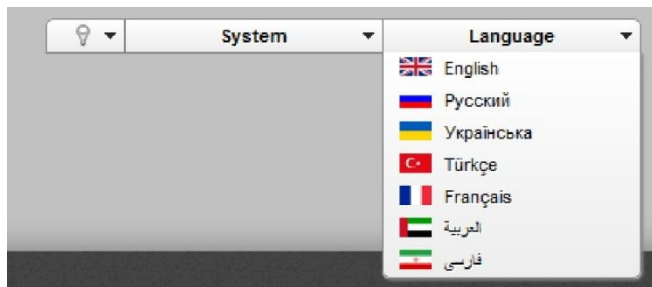 System Language
English
Русский
Українська
Türkçe
Français
العربية
فارسی